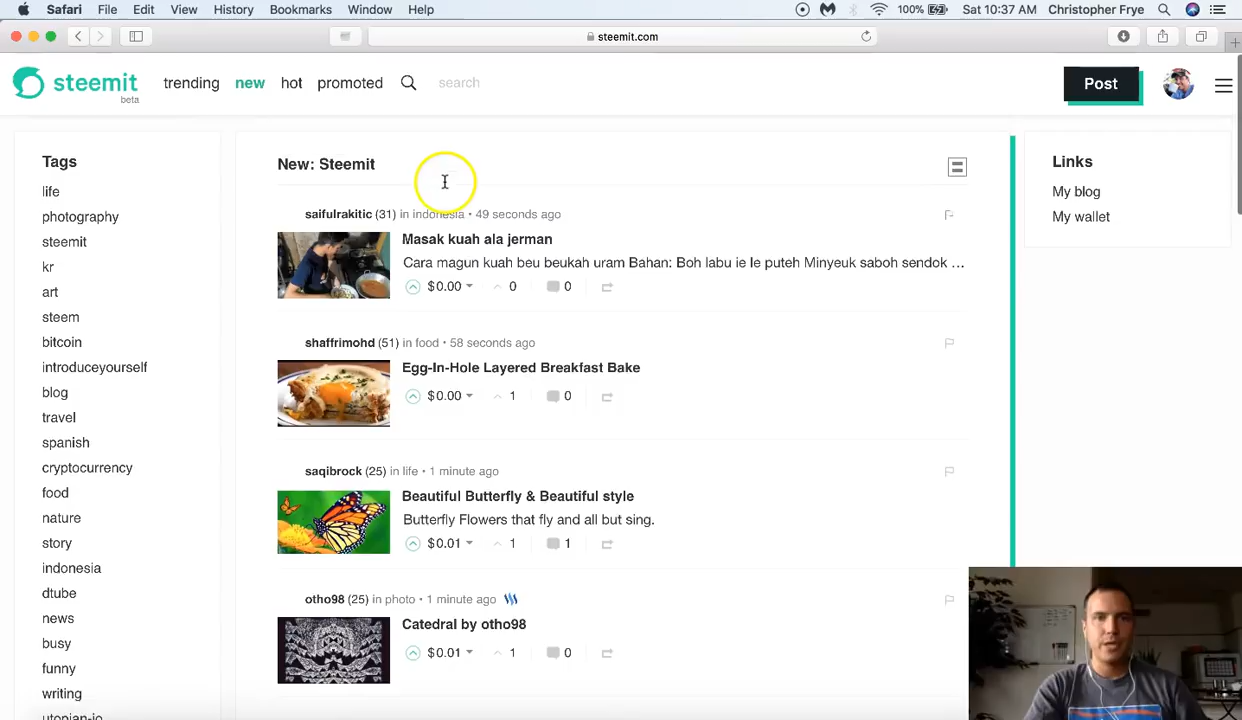 Safari File Edit View History Bookmarks Window Help 100% Sat 10:37 AM Christopher Frye
steemit.com
steemit beta trending new hot promoted search Post
Tags
life
photography
steemit
kr
art
steem
bitcoin
introduceyourself
blog
travel
spanish
cryptocurrency
food
nature
story
indonesia
dtube
news
busy
funny
writing
utopian-io
New: Steemit
saifulrakitic (31) in indonesia • 49 seconds ago
Masak kuah ala jerman
Cara magun kuah beu beukah uram Bahan: Boh labu ie le puteh Minyeuk saboh sendok …
$0.00 0 0
shaffrimohd (51) in food • 58 seconds ago
Egg-In-Hole Layered Breakfast Bake
$0.00 1 0
saqibrock (25) in life • 1 minute ago
Beautiful Butterfly & Beautiful style
Butterfly Flowers that fly and all but sing.
$0.01 1 1
otho98 (25) in photo • 1 minute ago
Catedral by otho98
$0.01 1 0
Links
My blog
My wallet